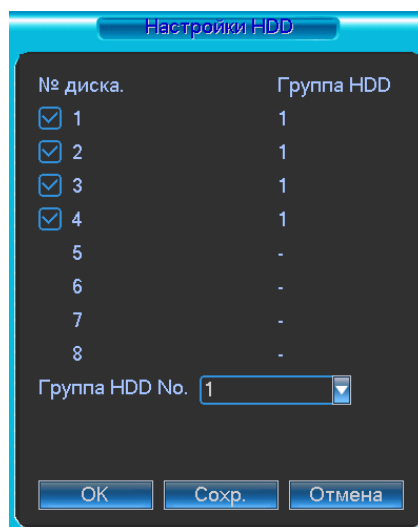 Настройки HDD
№ диска. Группа HDD
1 1
2 1
3 1
4 1
5 -
6 -
7 -
8 -
Группа HDD No. 1
OK Сохр. Отмена